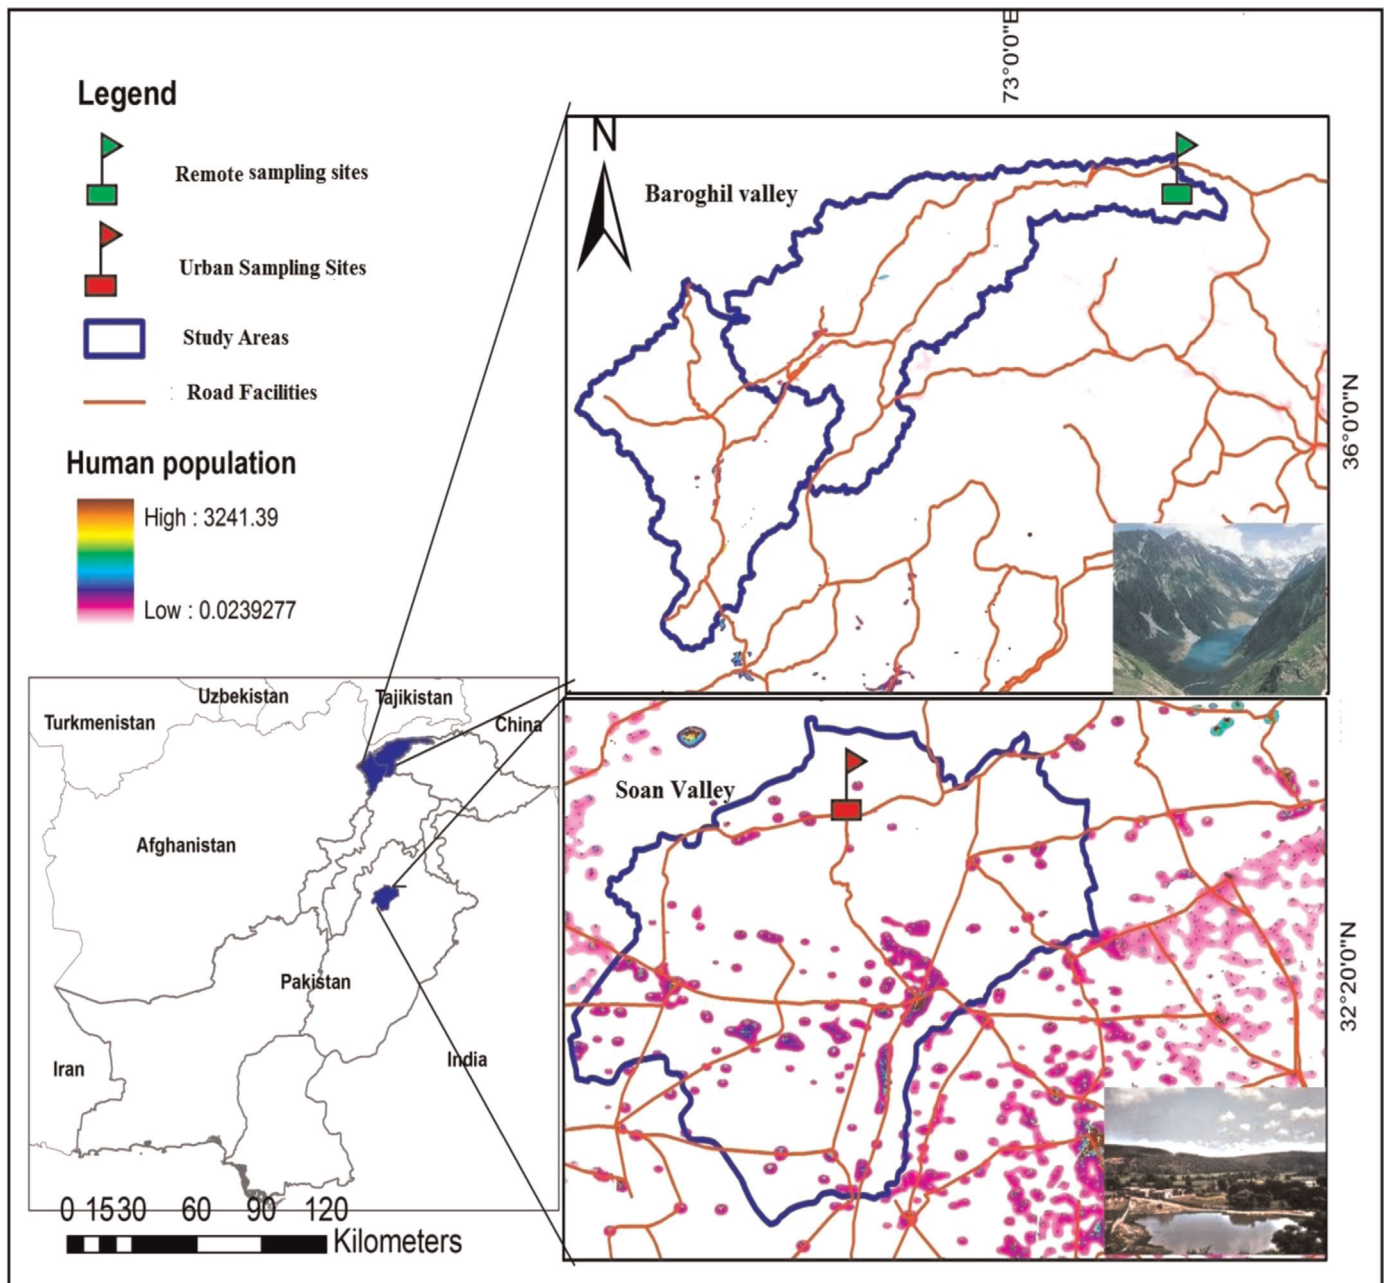 73°0'0"E
Legend
Remote sampling sites
Urban Sampling Sites
Study Areas
Road Facilities
Human population
High : 3241.39
Low : 0.0239277
N
Baroghil valley
36°0'0"N
Uzbekistan
Tajikistan
Turkmenistan
China
Afghanistan
Pakistan
Iran
India
Soan Valley
32°20'0"N
0 15 30 60 90 120
Kilometers